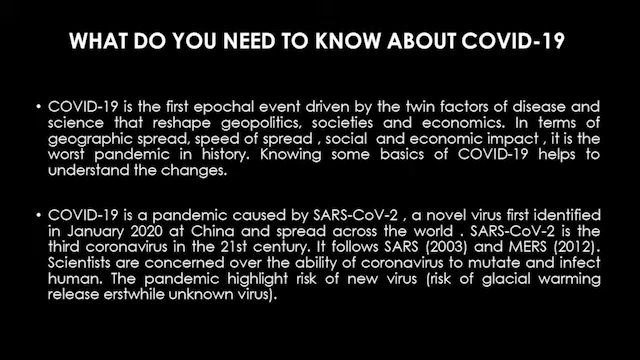 WHAT DO YOU NEED TO KNOW ABOUT COVID-19
• COVID-19 is the first epochal event driven by the twin factors of disease and
science that reshape geopolitics, societies and economics. In terms of
geographic spread, speed of spread , social and economic impact , it is the
worst pandemic in history. Knowing some basics of COVID-19 helps to
understand the changes.
• COVID-19 is a pandemic caused by SARS-CoV-2 , a novel virus first identified
in January 2020 at China and spread across the world . SARS-CoV-2 is the
third coronavirus in the 21st century. It follows SARS (2003) and MERS (2012).
Scientists are concerned over the ability of coronavirus to mutate and infect
human. The pandemic highlight risk of new virus (risk of glacial warming
release erstwhile unknown virus).